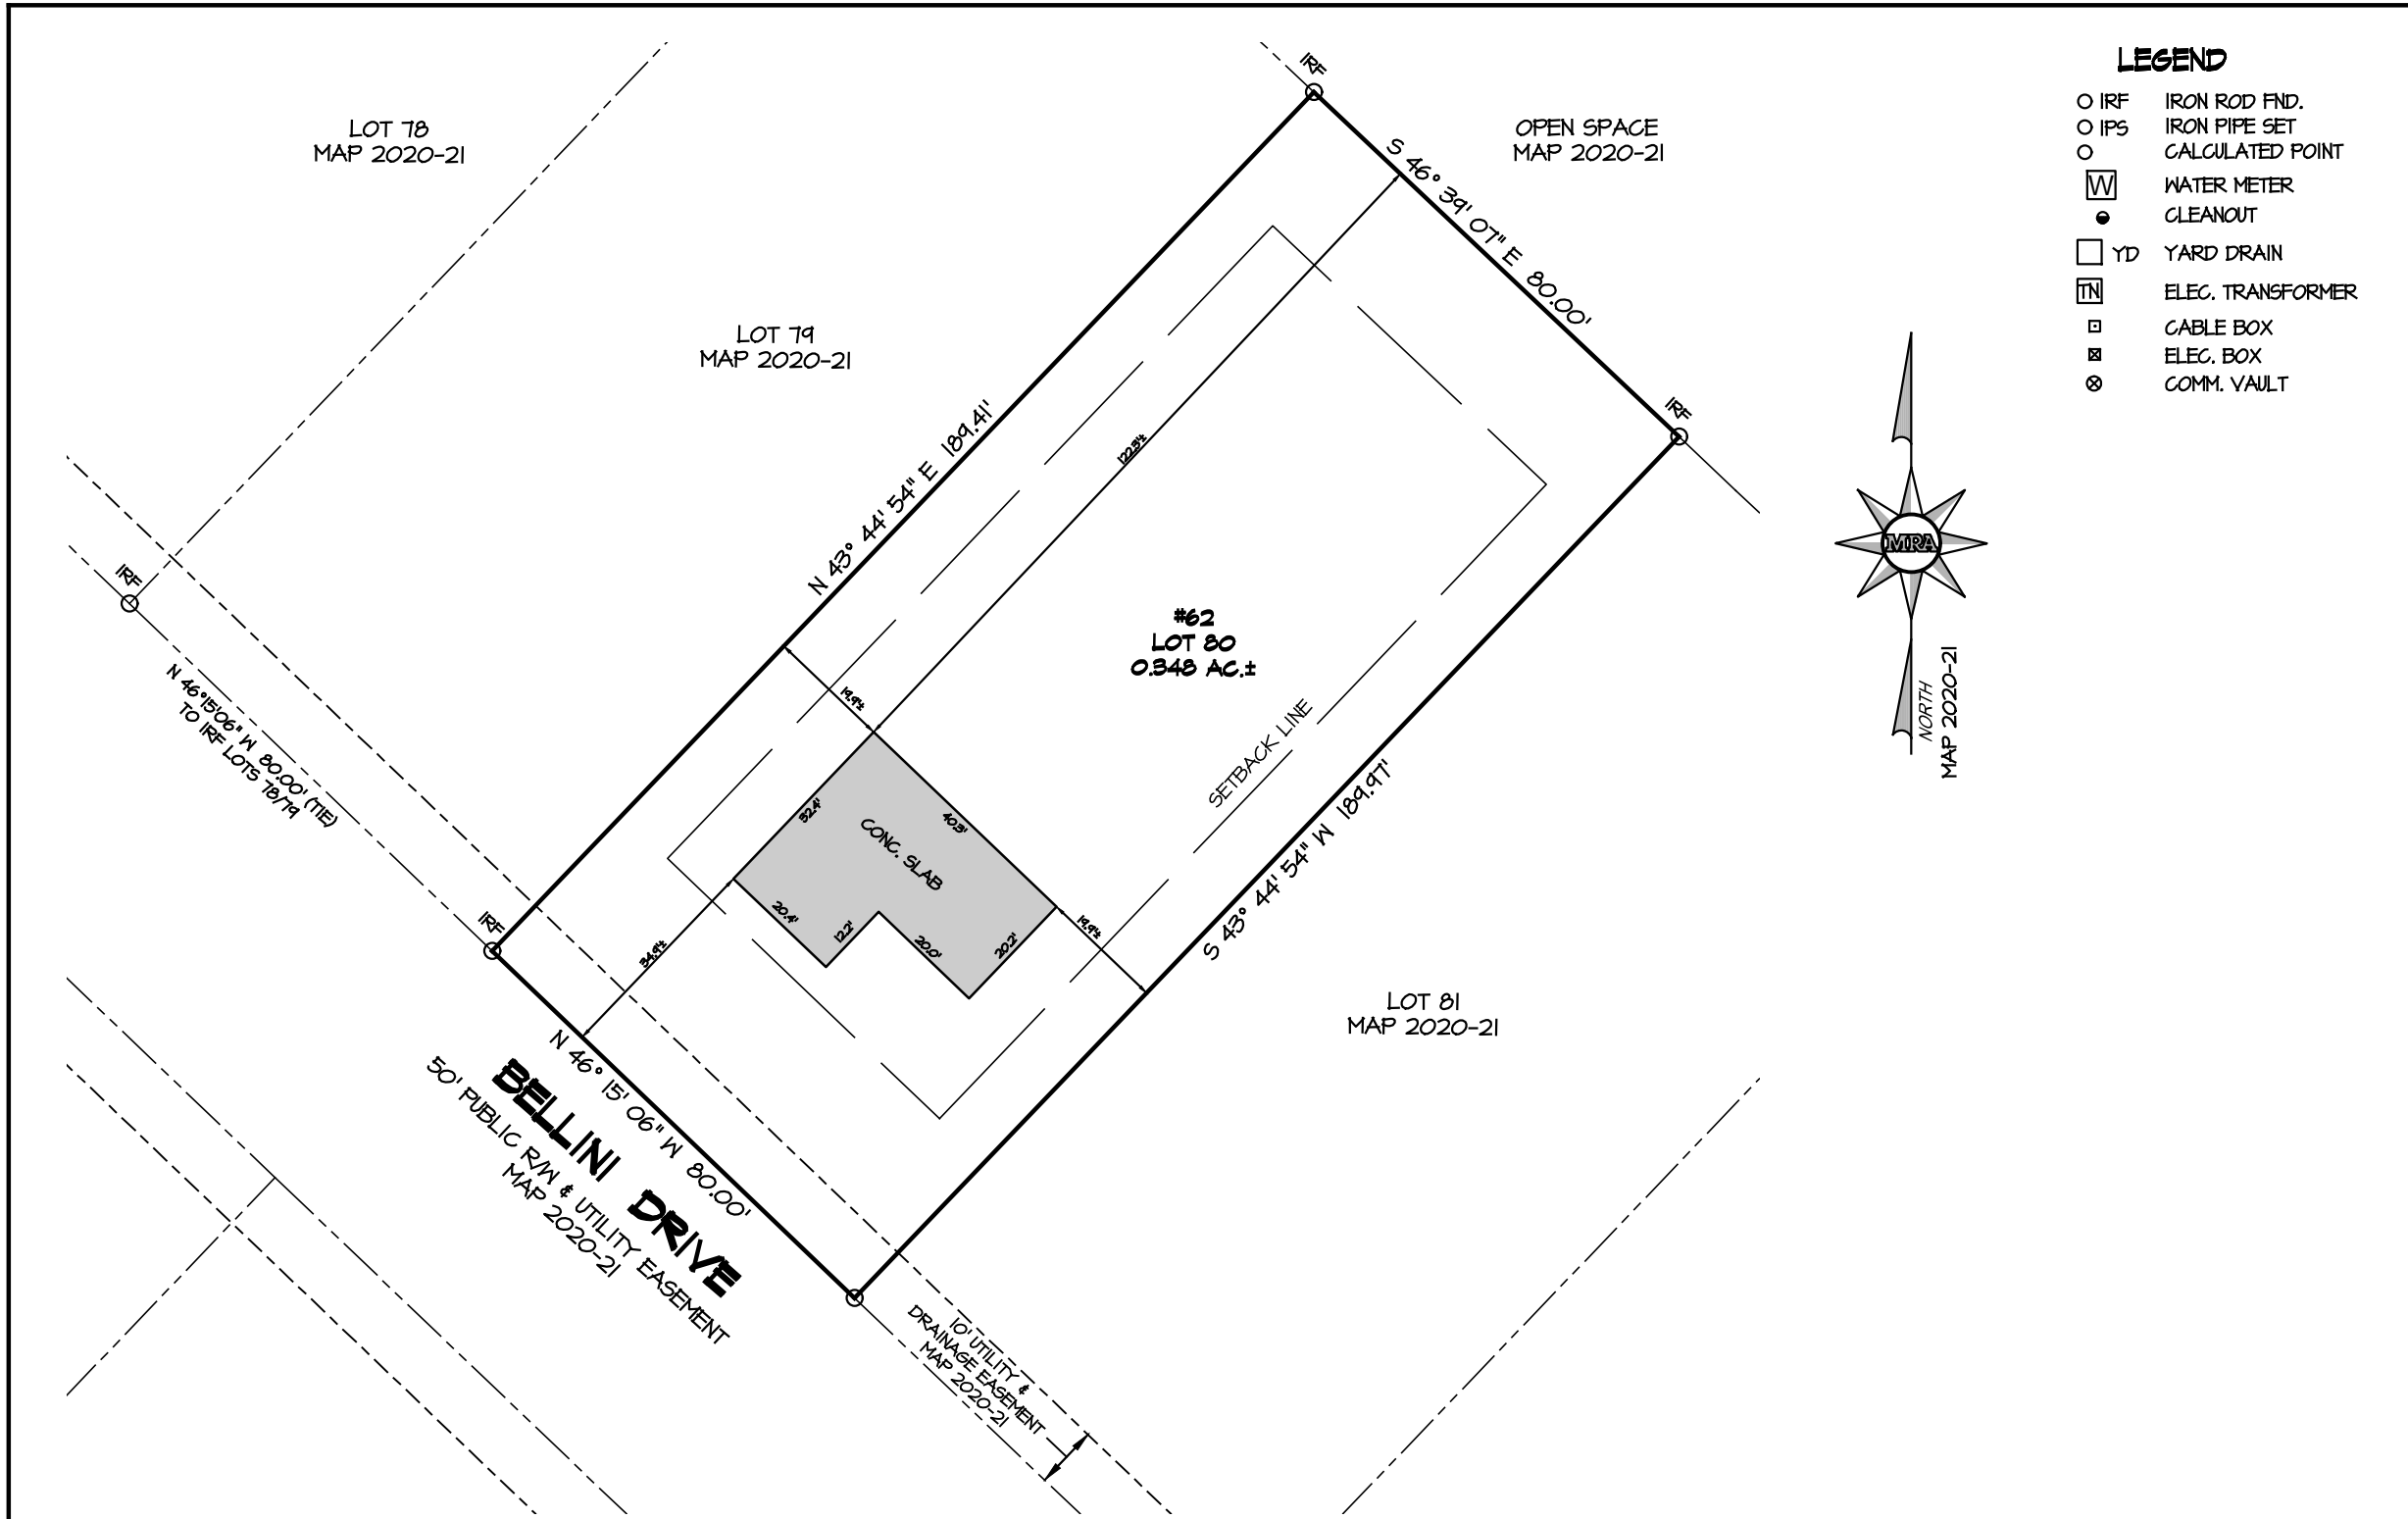 LEGEND
IRF IRON ROD FND.
IPS IRON PIPE SET
CALCULATED POINT
W WATER METER
CLEANOUT
YD YARD DRAIN
TN ELEC. TRANSFORMER
CABLE BOX
ELEC. BOX
COMM. VAULT
LOT 78
MAP 2020-21
IRF
OPEN SPACE
MAP 2020-21
S 46° 39' 07" E 80.00'
LOT 79
MAP 2020-21
N 43° 44' 54" E 189.41'
IRF
122.5'±
MRA
NORTH
MAP 2020-21
IRF
#62
LOT 80
0.348 AC.±
N 46°15'06" W 80.00' (TIE)
TO IRF LOTS 78/79
19.9'±
SETBACK LINE
32.4'
40.3'
CONC. SLAB
S 43° 44' 54" W 189.97'
IRF
20.4'
12.2'
20.0'
20.2'
19.9'±
34.9'±
LOT 81
MAP 2020-21
N 46° 15' 06" W 80.00'
BELLINI DRIVE
50' PUBLIC R/W & UTILITY EASEMENT
MAP 2020-21
10' UTILITY &
DRAINAGE EASEMENT
MAP 2020-21